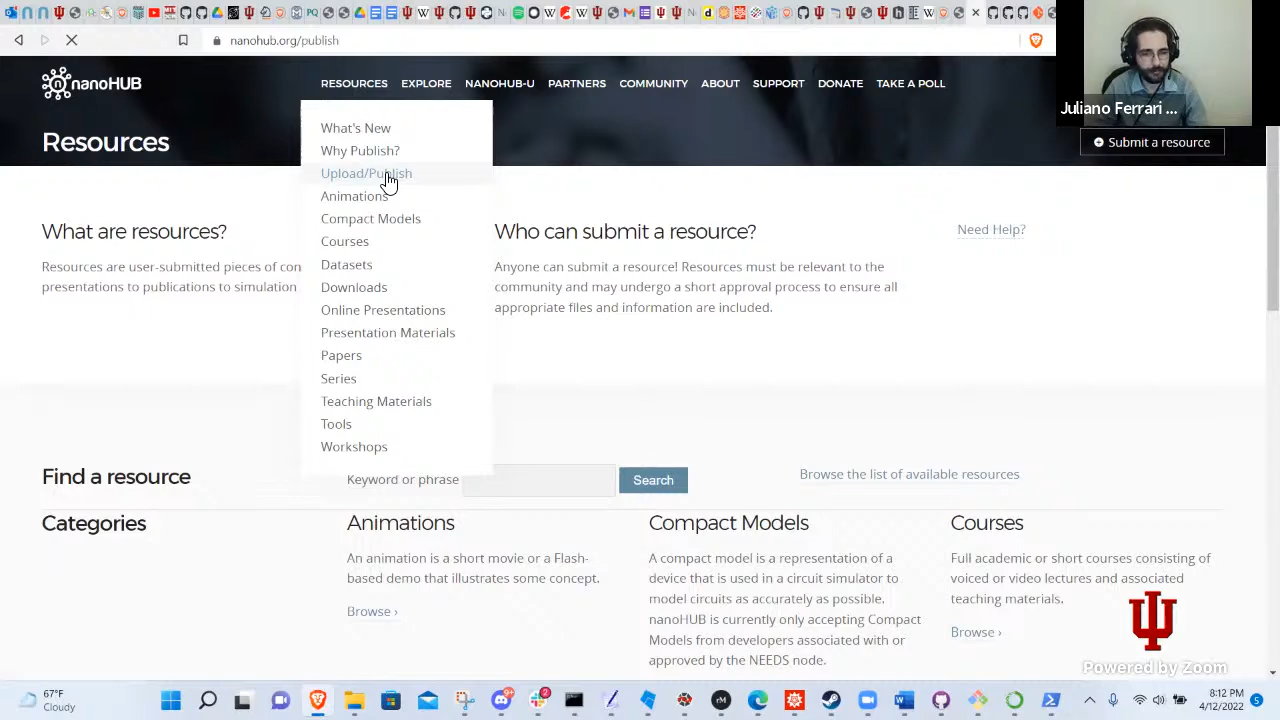 nanohub.org/publish
nanoHUB
RESOURCES EXPLORE NANOHUB-U PARTNERS COMMUNITY ABOUT SUPPORT DONATE TAKE A POLL
Juliano Ferrari ...
Resources
Submit a resource
What's New
Why Publish?
Upload/Publish
Animations
Compact Models
Courses
Datasets
Downloads
Online Presentations
Presentation Materials
Papers
Series
Teaching Materials
Tools
Workshops
What are resources?
Resources are user-submitted pieces of con
presentations to publications to simulation
Who can submit a resource?
Anyone can submit a resource! Resources must be relevant to the
community and may undergo a short approval process to ensure all
appropriate files and information are included.
Need Help?
Find a resource
Keyword or phrase
Search
Browse the list of available resources
Categories
Animations
An animation is a short movie or a Flash-
based demo that illustrates some concept.
Browse ›
Compact Models
A compact model is a representation of a
device that is used in a circuit simulator to
model circuits as accurately as possible.
nanoHUB is currently only accepting Compact
Models from developers associated with or
approved by the NEEDS node.
Courses
Full academic or short courses consisting of
voiced or video lectures and associated
teaching materials.
Browse ›
Powered by Zoom
67°F
Cloudy
8:12 PM
4/12/2022